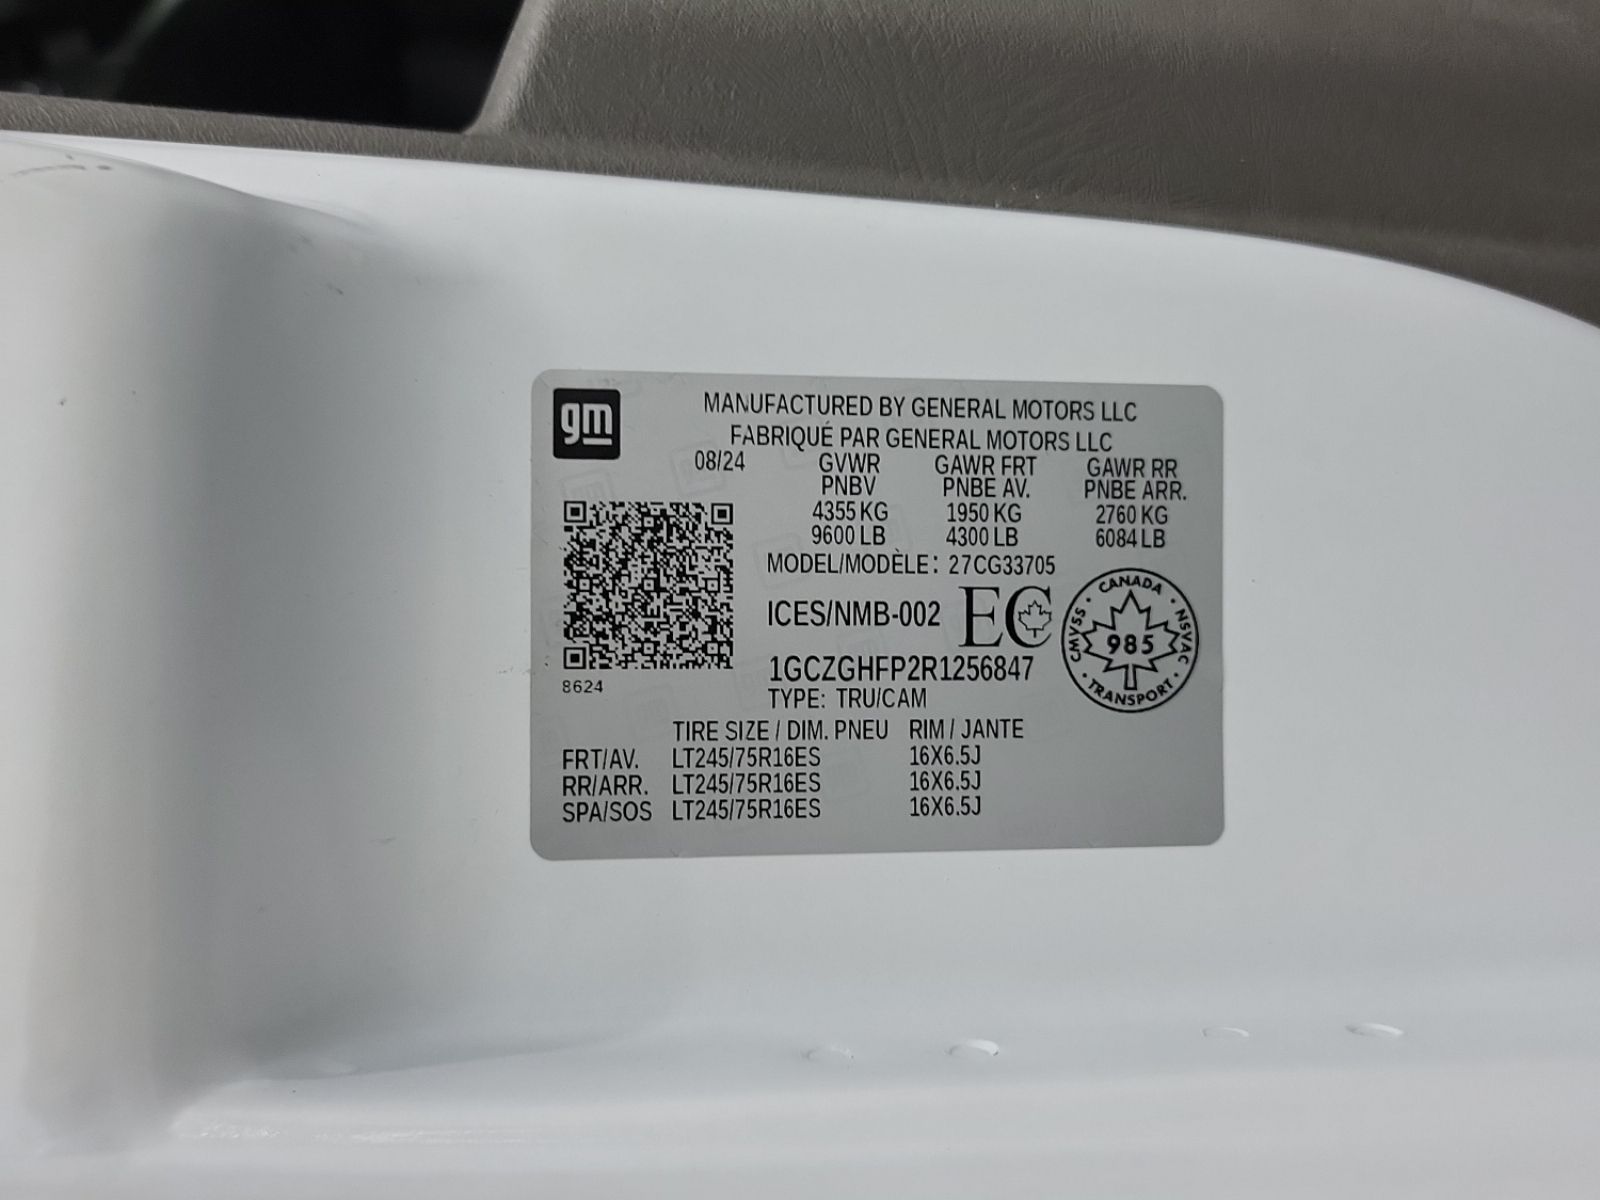 gm
MANUFACTURED BY GENERAL MOTORS LLC
FABRIQUÉ PAR GENERAL MOTORS LLC
08/24 GVWR GAWR FRT GAWR RR
PNBV PNBE AV. PNBE ARR.
4355 KG 1950 KG 2760 KG
9600 LB 4300 LB 6084 LB
MODEL/MODÈLE: 27CG33705
ICES/NMB-002 EC
CANADA
CMVSS 985 NSVAC
TRANSPORT
1GCZGHFP2R1256847
8624
TYPE: TRU/CAM
TIRE SIZE / DIM. PNEU RIM / JANTE
FRT/AV. LT245/75R16ES 16X6.5J
RR/ARR. LT245/75R16ES 16X6.5J
SPA/SOS LT245/75R16ES 16X6.5J